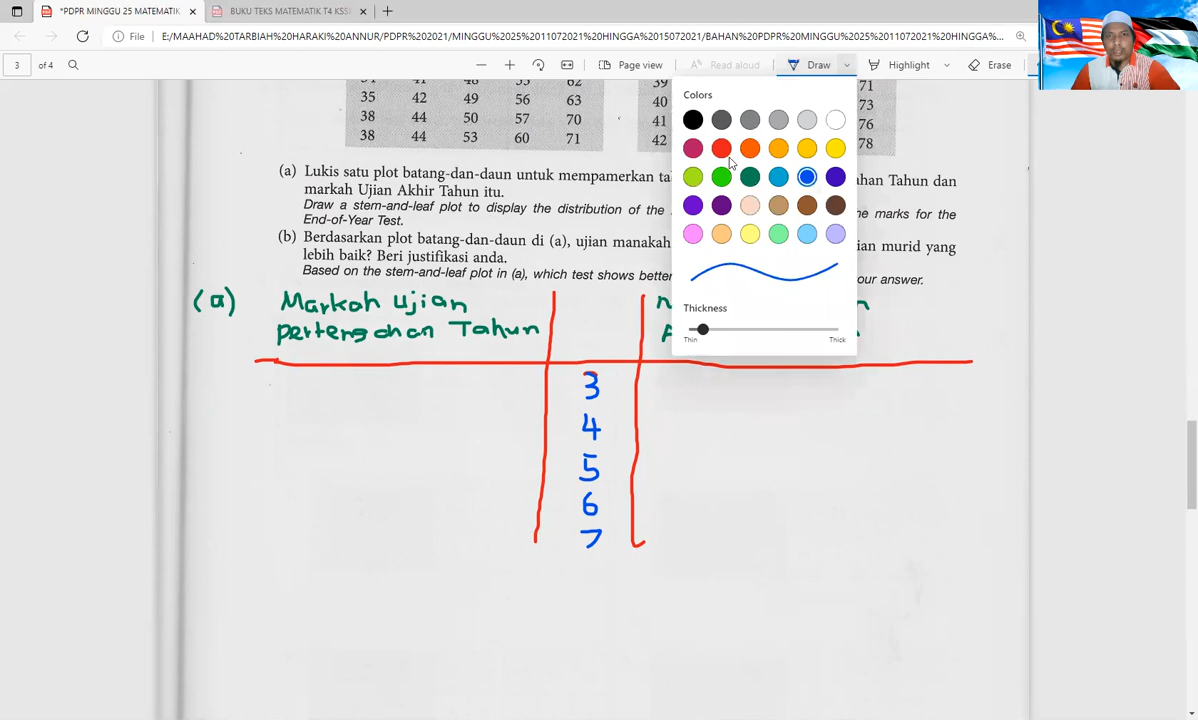 *PDPR MINGGU 25 MATEMATIK
BUKU TEKS MATEMATIK T4 KSS
File
E:/MAAHAD%20TARBIAH%20HARAKI%20ANNUR/PDPR%202021/MINGGU%2025%2011072021%20HINGGA%2015072021/BAHAN%20PDPR%20MINGGU%2025%2011072021%20HINGGA%...
3 of 4
Page view
Read aloud
Draw
Highlight
Erase
Colors
Thickness
Thin Thick
41 48 62 39 71
35 42 49 56 63 40 73
38 44 50 57 70 41 76
38 44 53 60 71 42 78
(a) Lukis satu plot batang-dan-daun untuk mempamerkan ahan Tahun dan
markah Ujian Akhir Tahun itu.
Draw a stem-and-leaf plot to display the distribution of the e marks for the
End-of-Year Test.
(b) Berdasarkan plot batang-dan-daun di (a), ujian manakah ian murid yang
lebih baik? Beri justifikasi anda.
Based on the stem-and-leaf plot in (a), which test shows better our answer.
(a) Markah Ujian
pertengahan Tahun
3
4
5
6
7